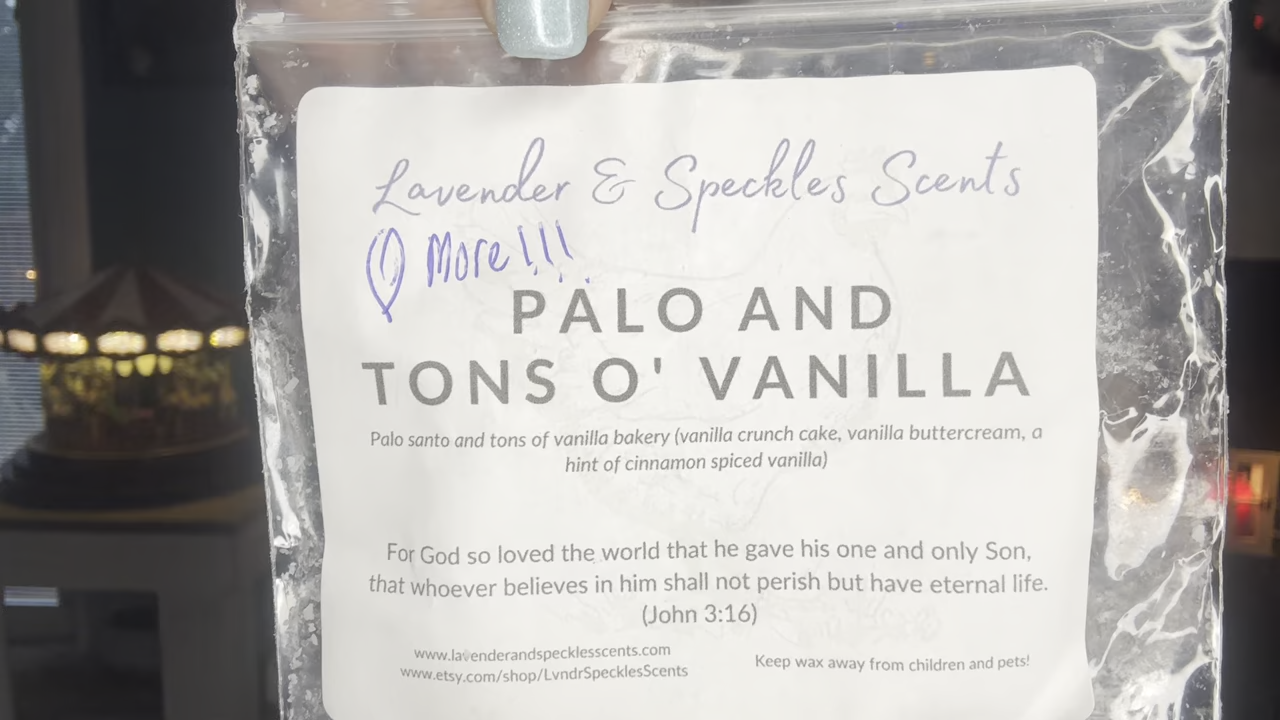 Lavender & Speckles Scents
More!!!
PALO AND
TONS O' VANILLA
Palo santo and tons of vanilla bakery (vanilla crunch cake, vanilla buttercream, a
hint of cinnamon spiced vanilla)
For God so loved the world that he gave his one and only Son,
that whoever believes in him shall not perish but have eternal life.
(John 3:16)
www.lavenderandspecklesscents.com
www.etsy.com/shop/LvndrSpecklesScents
Keep wax away from children and pets!